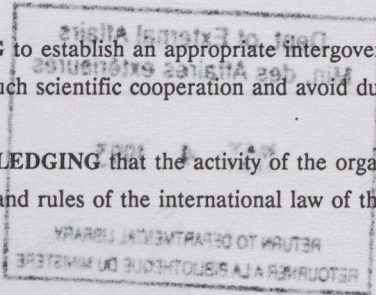 G to establish an appropriate intergover
uch scientific cooperation and avoid du
LEDGING that the activity of the orga
and rules of the international law of th
Dept. of External Affairs
Min. des Affaires extérieures
RETURN TO DEPARTMENTAL LIBRARY
RETOURNER A LA BIBLIOTHEQUE DU MINISTERE